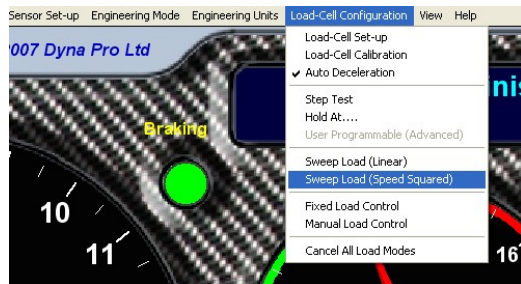 Sensor Set-up Engineering Mode Engineering Units Load-Cell Configuration View Help
2007 Dyna Pro Ltd
Load-Cell Set-up
Load-Cell Calibration
Auto Deceleration
Step Test
Hold At....
User Programmable (Advanced)
Sweep Load (Linear)
Sweep Load (Speed Squared)
Fixed Load Control
Manual Load Control
Cancel All Load Modes
Braking
nis
10
11
16